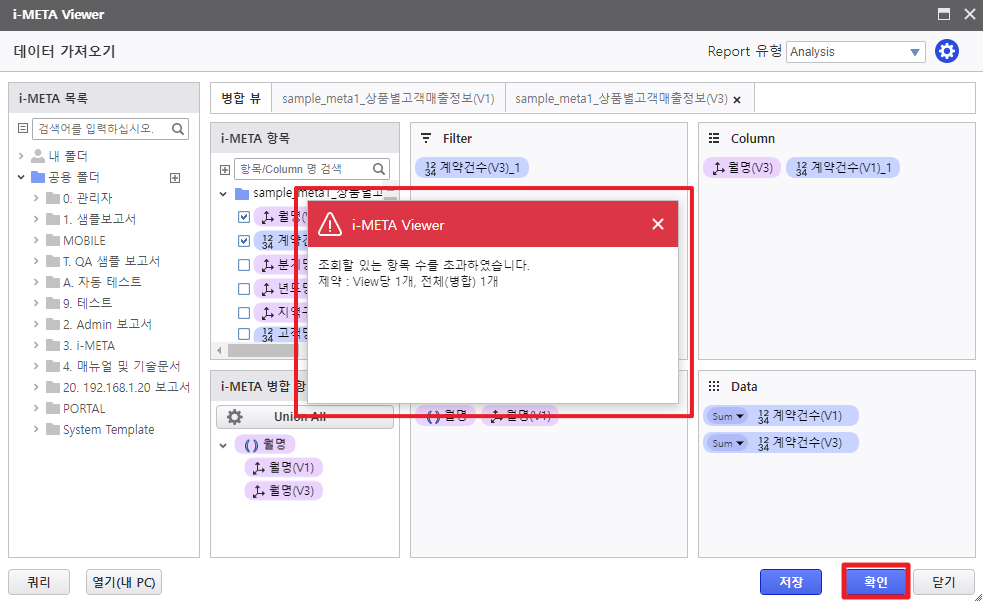 i-META Viewer
데이터 가져오기
Report 유형 Analysis
i-META 목록
검색어를 입력하십시오.
내 폴더
공용 폴더
0. 관리자
1. 샘플보고서
MOBILE
T. QA 샘플 보고서
A. 자동 테스트
9. 테스트
2. Admin 보고서
3. i-META
4. 매뉴얼 및 기술문서
20. 192.168.1.20 보고서
PORTAL
System Template
병합 뷰
sample_meta1_상품별고객매출정보(V1)
sample_meta1_상품별고객매출정보(V3)
i-META 항목
항목/Column 명 검색
sample_meta1_상품별고
월명(
계약건
분기명
년도명
지역구
고객명
Filter
계약건수(V3)_1
Column
월명(V3)
계약건수(V1)_1
i-META Viewer
조회할 있는 항목 수를 초과하였습니다.
제약 : View당 1개, 전체(병합) 1개
i-META 병합 항
Union All
월명
월명(V1)
월명(V3)
월명
월명(V1)
Data
Sum 계약건수(V1)
Sum 계약건수(V3)
쿼리
열기(내 PC)
저장
확인
닫기